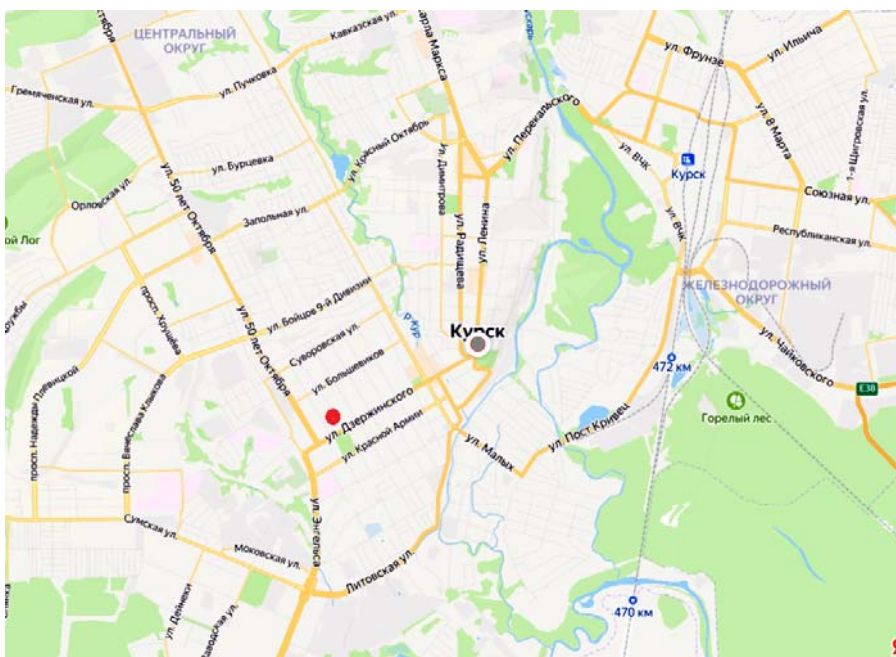 ЦЕНТРАЛЬНЫЙ
ОКРУГ
Кавказская ул.
ул. Пучковка
Гремяченская ул.
ул. Бурцевка
Орловская ул.
ул. 50 лет Октября
Запольная ул.
ул. Красный Октябрь
ул. Димитрова
ул. Радищева
ул. Ленина
ул. Перекальского
ул. Фрунзе
ул. Ильича
ул. 8 Марта
1-я Щигровская ул.
ул. ВЧК
Курск
Союзная ул.
ул. ВЧК
Республиканская ул.
ЖЕЛЕЗНОДОРОЖНЫЙ
ОКРУГ
просп. Хрущёва
ул. Бойцов 9-й Дивизии
р. Кур
Курск
Суворовская ул.
ул. 50 лет Октября
ул. Большевиков
ул. Чайковского
472 км
E38
Горелый лес
просп. Надежды Плевицкой
просп. Вячеслава Клыкова
ул. Дзержинского
ул. Красной Армии
ул. Малых
ул. Пост Кривец
ул. Энгельса
Сумская ул.
Моковская ул.
Литовская ул.
ул. Дейнеки
470 км